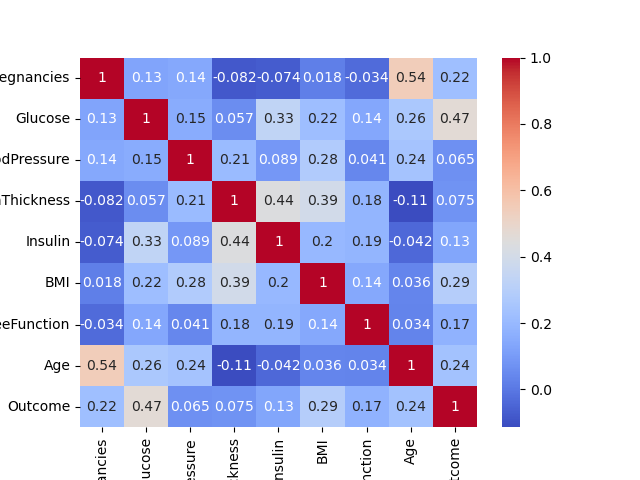 egnancies 1 0.13 0.14 -0.082 -0.074 0.018 -0.034 0.54 0.22
Glucose 0.13 1 0.15 0.057 0.33 0.22 0.14 0.26 0.47
odPressure 0.14 0.15 1 0.21 0.089 0.28 0.041 0.24 0.065
nThickness -0.082 0.057 0.21 1 0.44 0.39 0.18 -0.11 0.075
Insulin -0.074 0.33 0.089 0.44 1 0.2 0.19 -0.042 0.13
BMI 0.018 0.22 0.28 0.39 0.2 1 0.14 0.036 0.29
eeFunction -0.034 0.14 0.041 0.18 0.19 0.14 1 0.034 0.17
Age 0.54 0.26 0.24 -0.11 -0.042 0.036 0.034 1 0.24
Outcome 0.22 0.47 0.065 0.075 0.13 0.29 0.17 0.24 1
ancies
ucose
essure
ckness
nsulin
BMI
nction
Age
tcome
1.0
0.8
0.6
0.4
0.2
0.0